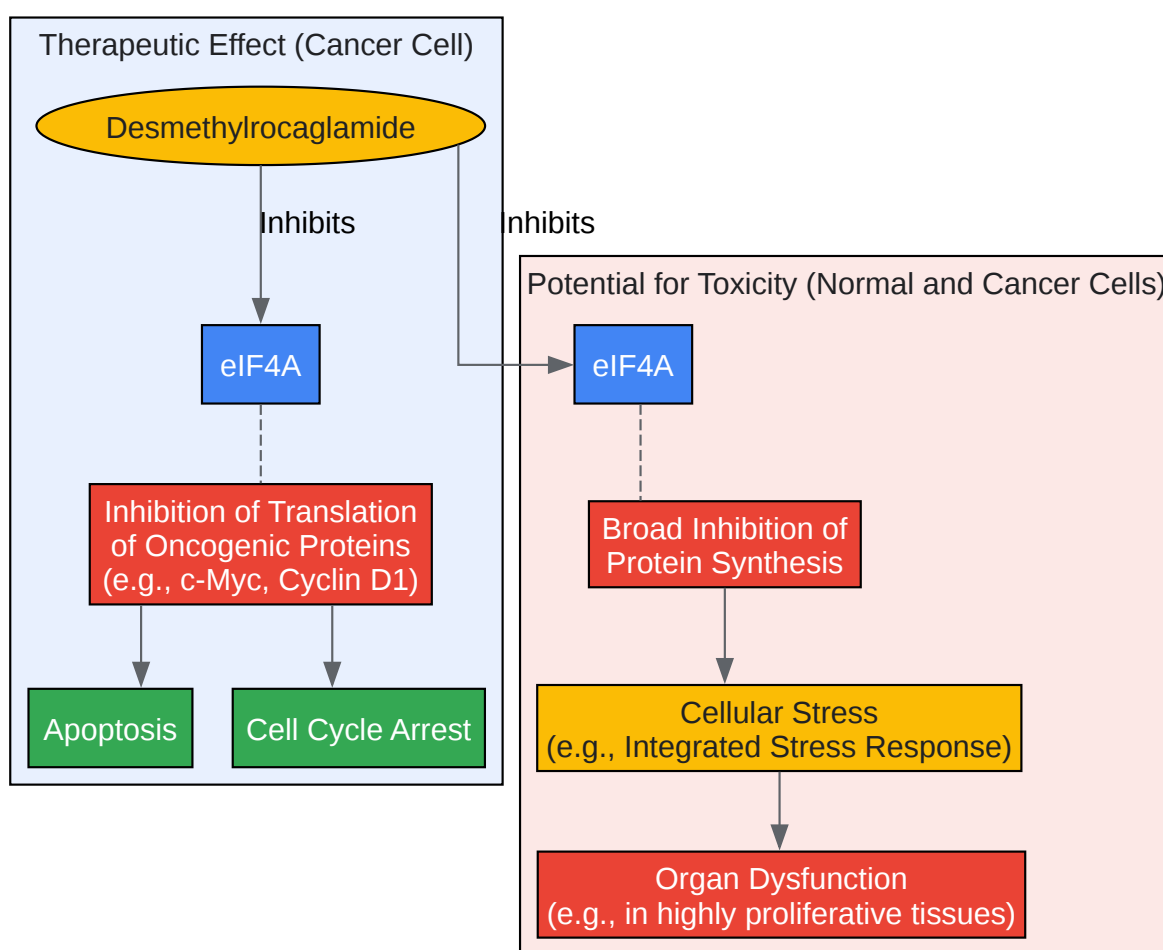 Therapeutic Effect (Cancer Cell)
Desmethylrocaglamide
Inhibits
Inhibits
Potential for Toxicity (Normal and Cancer Cells)
eIF4A
eIF4A
Inhibition of Translation
of Oncogenic Proteins
(e.g., c-Myc, Cyclin D1)
Broad Inhibition of
Protein Synthesis
Apoptosis
Cell Cycle Arrest
Cellular Stress
(e.g., Integrated Stress Response)
Organ Dysfunction
(e.g., in highly proliferative tissues)